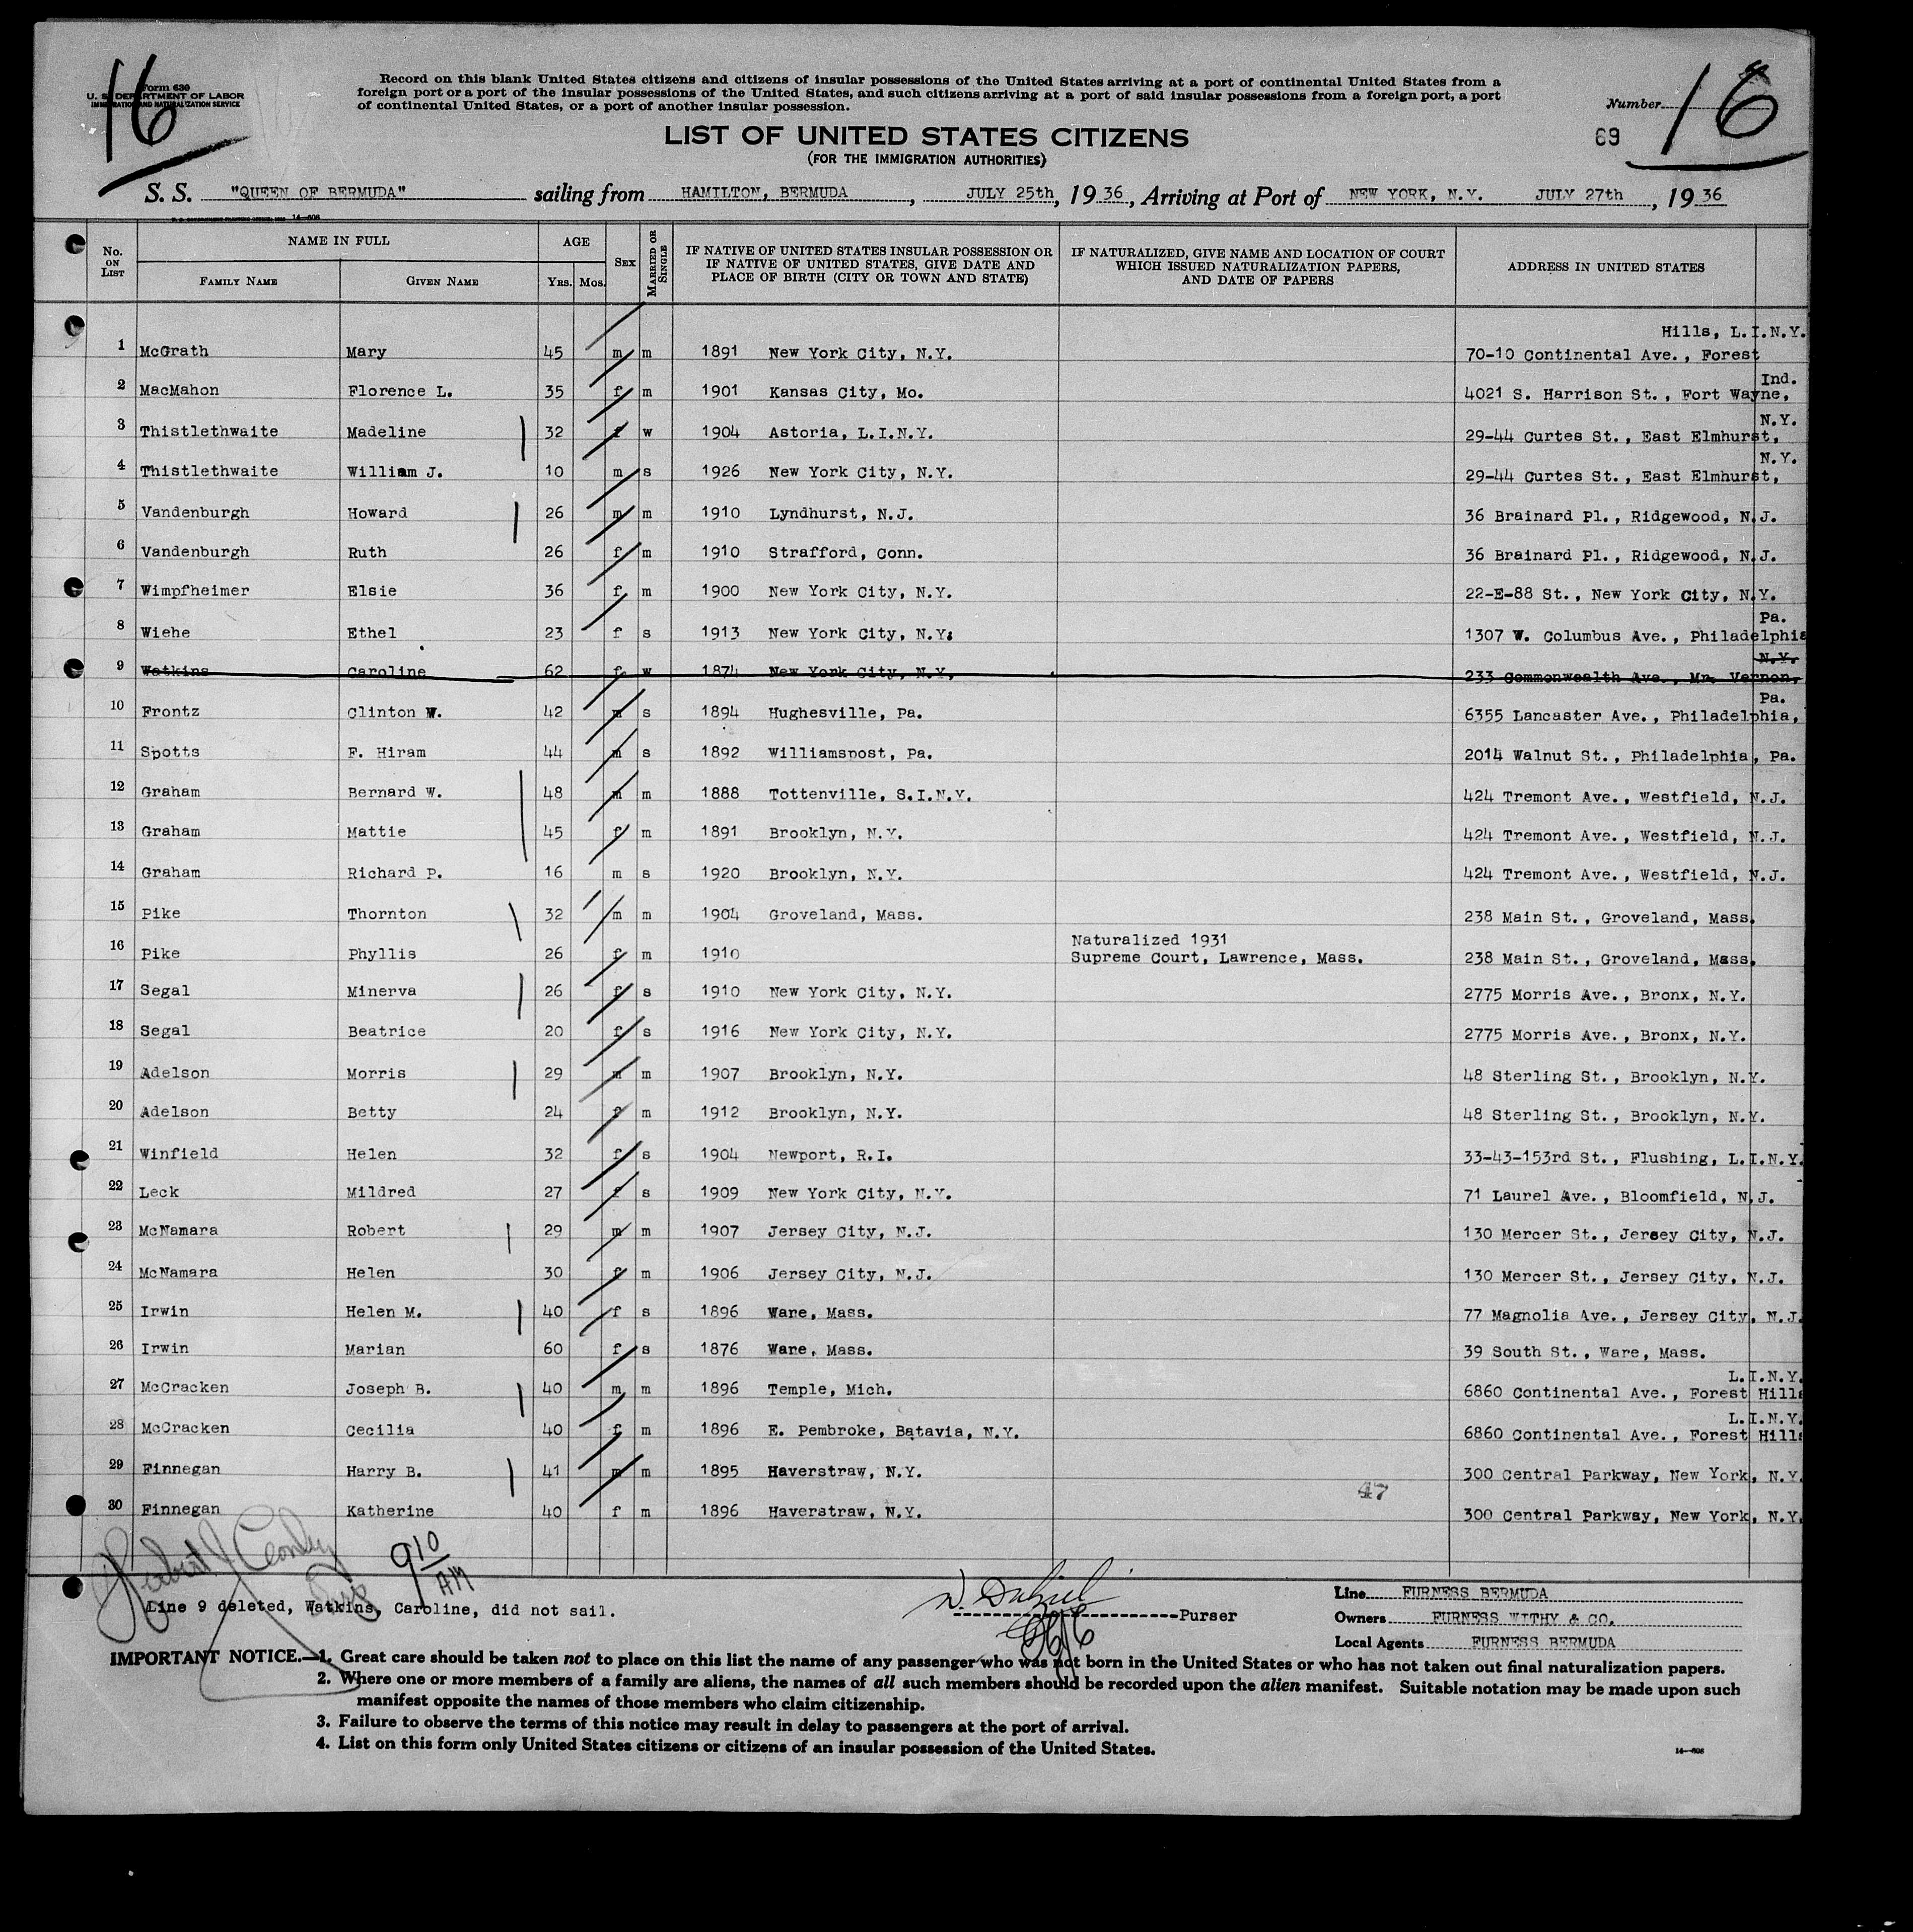 16
Form 630
U. S. DEPARTMENT OF LABOR
IMMIGRATION AND NATURALIZATION SERVICE
Record on this blank United States citizens and citizens of insular possessions of the United States arriving at a port of continental United States from a
foreign port or a port of the insular possessions of the United States, and such citizens arriving at a port of said insular possessions from a foreign port, a port
of continental United States, or a port of another insular possession.
Number
16
69
LIST OF UNITED STATES CITIZENS
(FOR THE IMMIGRATION AUTHORITIES)
S. S. "QUEEN OF BERMUDA" sailing from HAMILTON, BERMUDA, JULY 25th, 1936, Arriving at Port of NEW YORK, N.Y. JULY 27th, 1936
No. ON LIST NAME IN FULL AGE SEX MARRIED OR SINGLE IF NATIVE OF UNITED STATES INSULAR POSSESSION OR IF NATIVE OF UNITED STATES, GIVE DATE AND PLACE OF BIRTH (CITY OR TOWN AND STATE) IF NATURALIZED, GIVE NAME AND LOCATION OF COURT WHICH ISSUED NATURALIZATION PAPERS, AND DATE OF PAPERS ADDRESS IN UNITED STATES
FAMILY NAME GIVEN NAME YRS. MOS.
1 McGrath Mary 45 m m 1891 New York City, N.Y. 70-10 Continental Ave., Forest Hills, L.I.N.Y.
2 MacMahon Florence L. 35 f m 1901 Kansas City, Mo. 4021 S. Harrison St., Fort Wayne, Ind.
3 Thistlethwaite Madeline 32 f w 1904 Astoria, L.I.N.Y. 29-44 Curtes St., East Elmhurst, N.Y.
4 Thistlethwaite William J. 10 m s 1926 New York City, N.Y. 29-44 Curtes St., East Elmhurst, N.Y.
5 Vandenburgh Howard 26 m m 1910 Lyndhurst, N.J. 36 Brainard Pl., Ridgewood, N.J.
6 Vandenburgh Ruth 26 f m 1910 Strafford, Conn. 36 Brainard Pl., Ridgewood, N.J.
7 Wimpfheimer Elsie 36 f m 1900 New York City, N.Y. 22-E-88 St., New York City, N.Y.
8 Wiehe Ethel 23 f s 1913 New York City, N.Y. 1307 W. Columbus Ave., Philadelphia Pa.
9 Watkins Caroline 62 f w 1874 New York City, N.Y. 233 Commonwealth Ave., Mn. Vernon, N.Y.
10 Frontz Clinton W. 42 m s 1894 Hughesville, Pa. 6355 Lancaster Ave., Philadelphia, Pa.
11 Spotts F. Hiram 44 m s 1892 Williamspost, Pa. 2014 Walnut St., Philadelphia, Pa.
12 Graham Bernard W. 48 m m 1888 Tottenville, S.I.N.Y. 424 Tremont Ave., Westfield, N.J.
13 Graham Mattie 45 f m 1891 Brooklyn, N.Y. 424 Tremont Ave., Westfield, N.J.
14 Graham Richard P. 16 m s 1920 Brooklyn, N.Y. 424 Tremont Ave., Westfield, N.J.
15 Pike Thornton 32 m m 1904 Groveland, Mass. 238 Main St., Groveland, Mass.
16 Pike Phyllis 26 f m 1910 Naturalized 1931 Supreme Court, Lawrence, Mass. 238 Main St., Groveland, Mass.
17 Segal Minerva 26 f s 1910 New York City, N.Y. 2775 Morris Ave., Bronx, N.Y.
18 Segal Beatrice 20 f s 1916 New York City, N.Y. 2775 Morris Ave., Bronx, N.Y.
19 Adelson Morris 29 m m 1907 Brooklyn, N.Y. 48 Sterling St., Brooklyn, N.Y.
20 Adelson Betty 24 f m 1912 Brooklyn, N.Y. 48 Sterling St., Brooklyn, N.Y.
21 Winfield Helen 32 f s 1904 Newport, R.I. 33-43-153rd St., Flushing, L.I.N.Y.
22 Leck Mildred 27 f s 1909 New York City, N.Y. 71 Laurel Ave., Bloomfield, N.J.
23 McNamara Robert 29 m m 1907 Jersey City, N.J. 130 Mercer St., Jersey City, N.J.
24 McNamara Helen 30 f m 1906 Jersey City, N.J. 130 Mercer St., Jersey City, N.J.
25 Irwin Helen M. 40 f s 1896 Ware, Mass. 77 Magnolia Ave., Jersey City, N.J.
26 Irwin Marian 60 f s 1876 Ware, Mass. 39 South St., Ware, Mass.
27 McCracken Joseph B. 40 m m 1896 Temple, Mich. 6860 Continental Ave., Forest Hills L.I.N.Y.
28 McCracken Cecilia 40 f m 1896 E. Pembroke, Batavia, N.Y. 6860 Continental Ave., Forest Hills L.I.N.Y.
29 Finnegan Harry B. 41 m m 1895 Haverstraw, N.Y. 300 Central Parkway, New York, N.Y.
47
30 Finnegan Katherine 40 f m 1896 Haverstraw, N.Y. 300 Central Parkway, New York, N.Y.
9 10 AM
Line 9 deleted, Watkins, Caroline, did not sail.
Purser
Line FURNESS BERMUDA
Owners FURNESS WITHY & CO.
Local Agents FURNESS BERMUDA
IMPORTANT NOTICE.—1. Great care should be taken not to place on this list the name of any passenger who was not born in the United States or who has not taken out final naturalization papers.
2. Where one or more members of a family are aliens, the names of all such members should be recorded upon the alien manifest. Suitable notation may be made upon such
manifest opposite the names of those members who claim citizenship.
3. Failure to observe the terms of this notice may result in delay to passengers at the port of arrival.
4. List on this form only United States citizens or citizens of an insular possession of the United States.
14—608